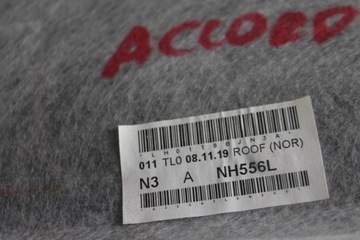 ACCORD
011 TL0 08.11.19 ROOF (NOR)
N3 A NH556L